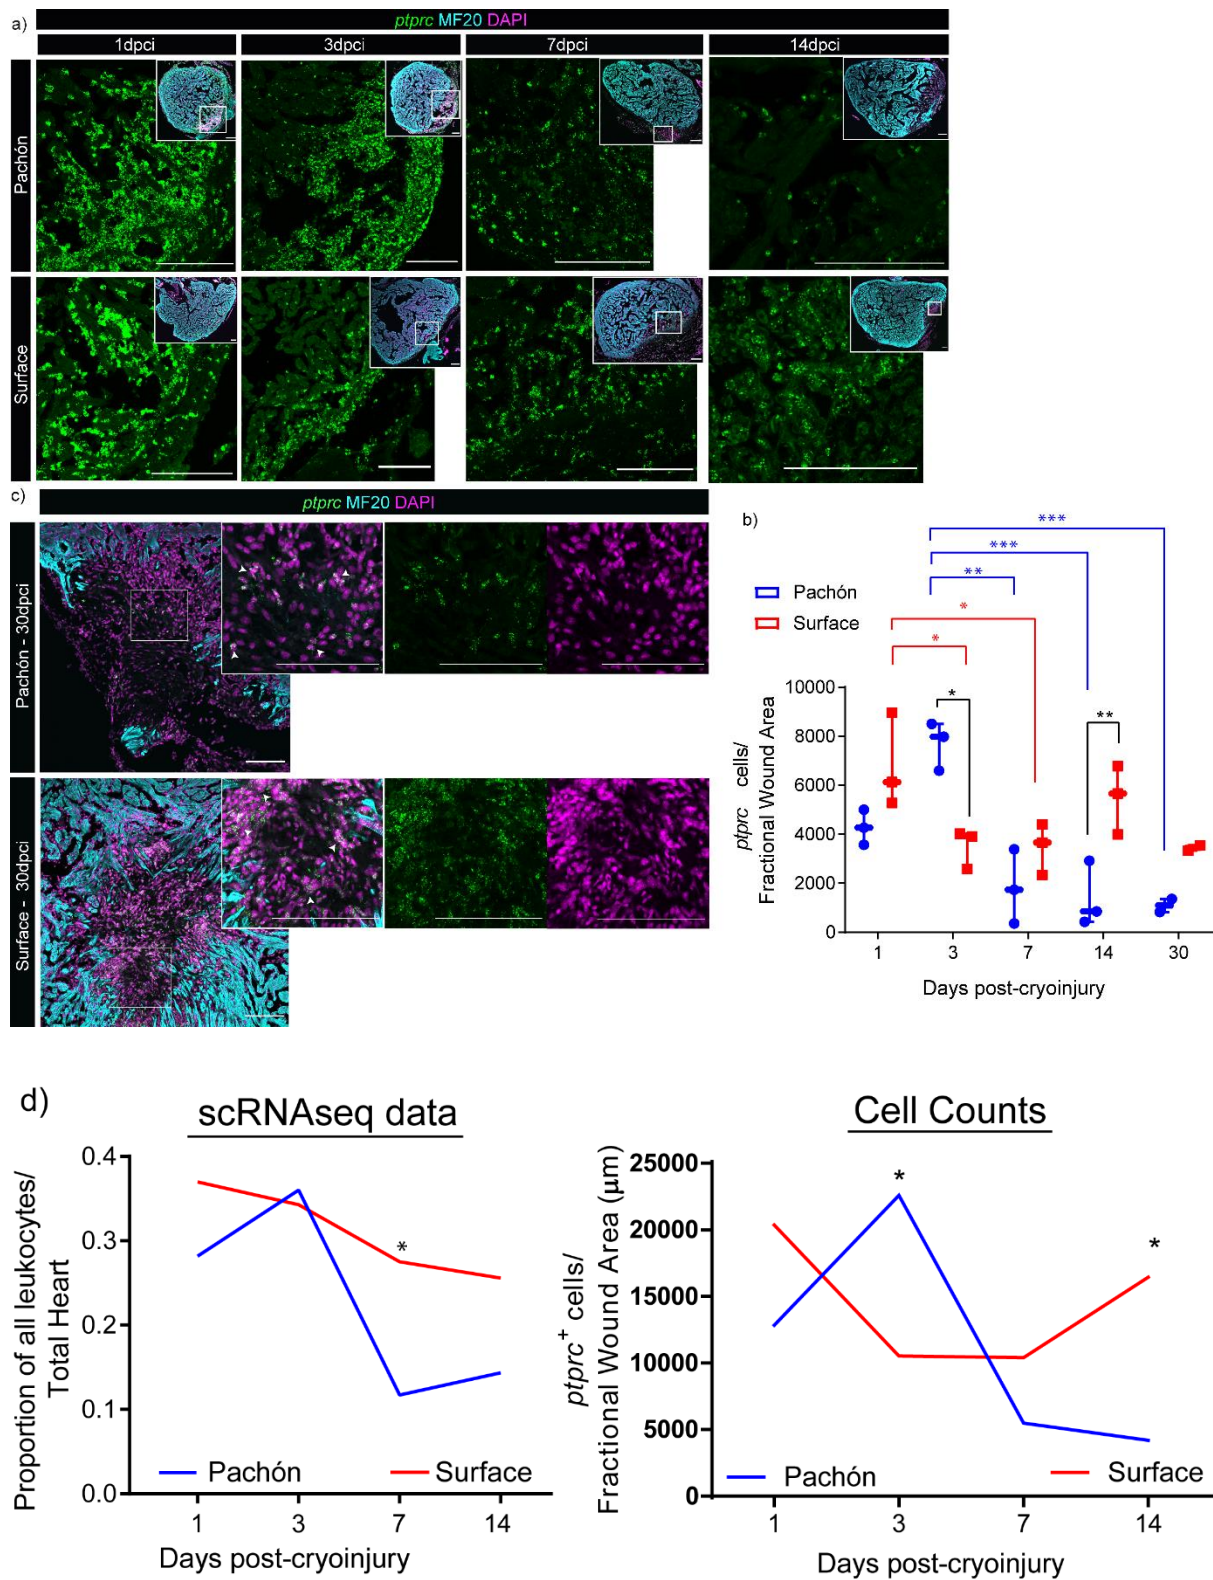 a)
ptprc MF20 DAPI
1dpci 3dpci 7dpci 14dpci
Pachón
Surface
c)
ptprc MF20 DAPI
Pachón - 30dpci
Surface - 30dpci
b)
***
***
**
Pachón
Surface
*
*
*
**
ptprc cells/
Fractional Wound Area
10000
8000
6000
4000
2000
0
1 3 7 14 30
Days post-cryoinjury
d)
scRNAseq data
Proportion of all leukocytes/
Total Heart
0.4
0.3
0.2
0.1
0.0
*
Pachón Surface
1 3 7 14
Days post-cryoinjury
Cell Counts
ptprc⁺ cells/
Fractional Wound Area (µm)
25000
20000
15000
10000
5000
0
*
*
Pachón Surface
1 3 7 14
Days post-cryoinjury